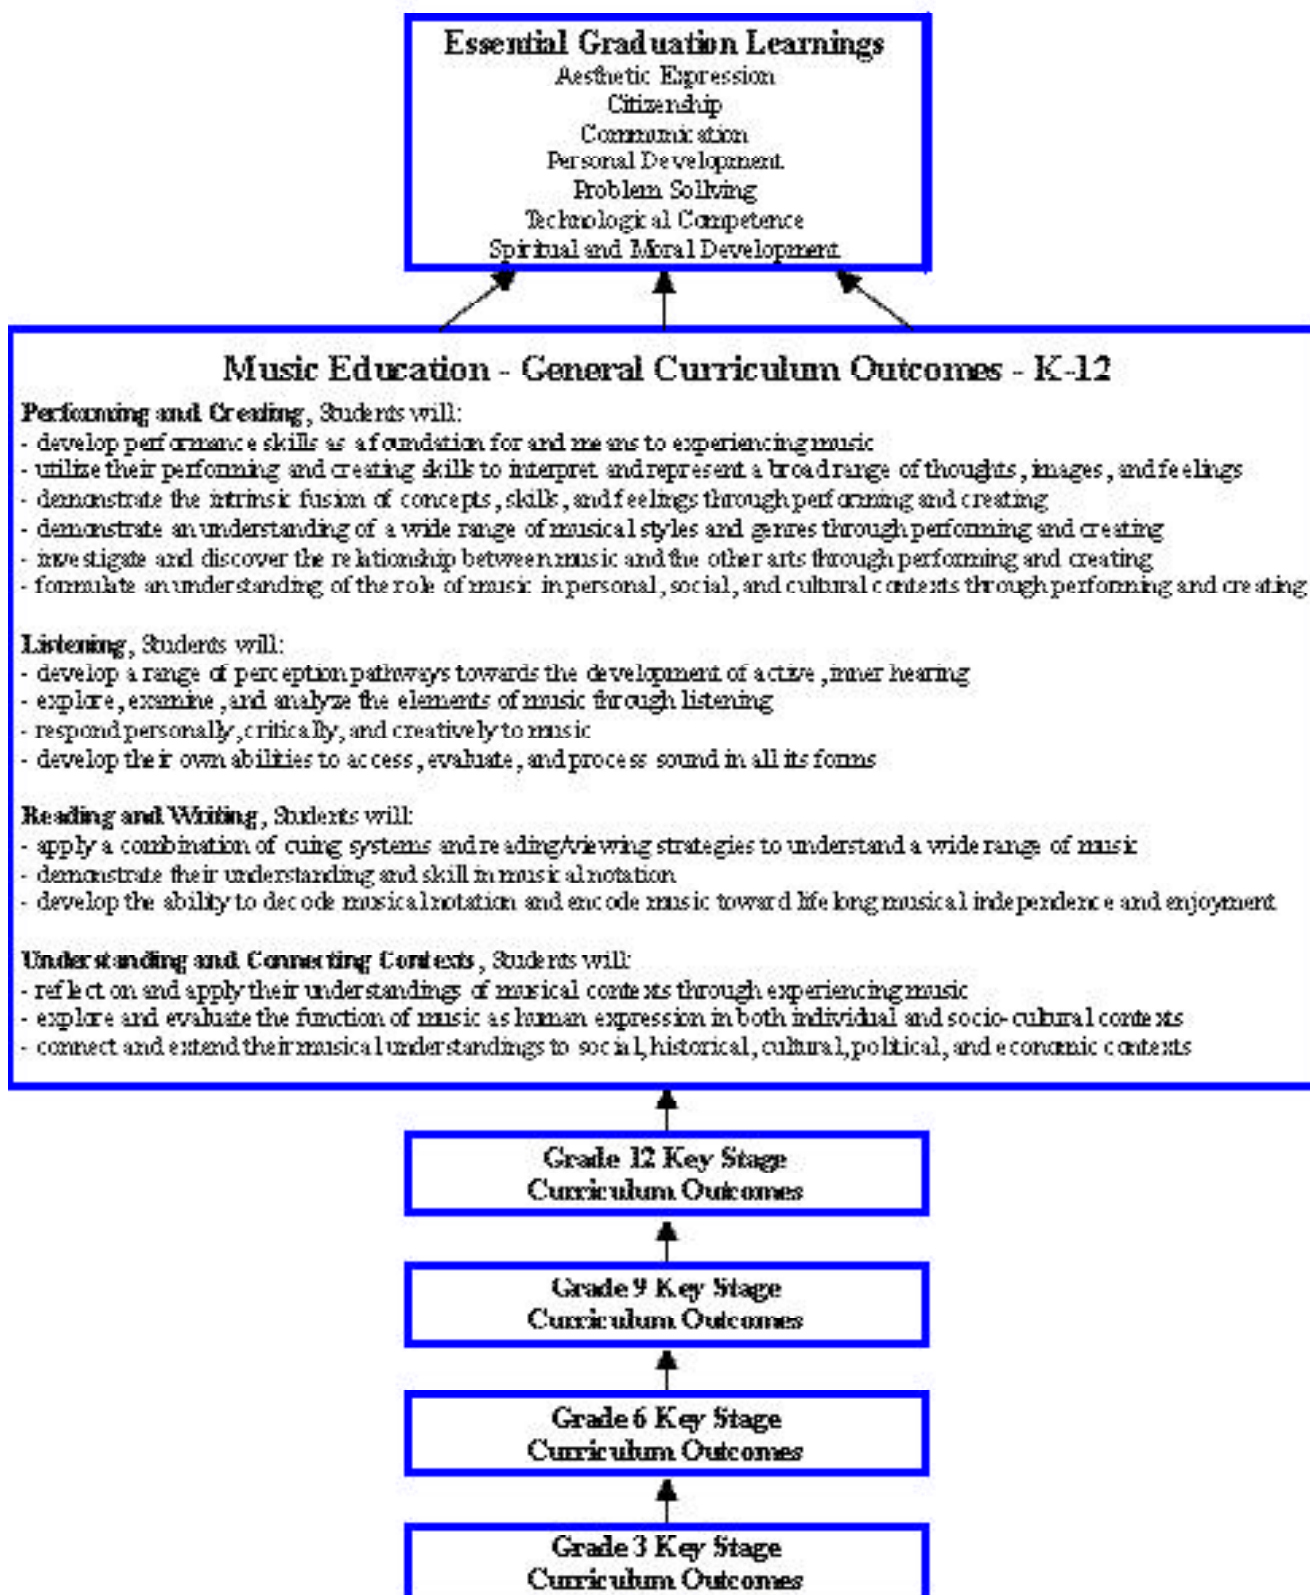 Essential Graduation Learnings
Aesthetic Expression
Citizenship
Communication
Personal Development
Problem Sollving
Technological Competence
Spiritual and Moral Development
Music Education - General Curriculum Outcomes - K-12
Performing and Creating, Students will:
- develop performance skills as a foundation for and means to experiencing music
- utilize their performing and creating skills to interpret and represent a broad range of thoughts, images, and feelings
- demonstrate the intrinsic fusion of concepts, skills, and feelings through performing and creating
- demonstrate an understanding of a wide range of musical styles and genres through performing and creating
- investigate and discover the relationship between music and the other arts through performing and creating
- formulate an understanding of the role of music in personal, social, and cultural contexts through performing and creating
Listening, Students will:
- develop a range of perception pathways towards the development of active, inner hearing
- explore, examine, and analyze the elements of music through listening
- respond personally, critically, and creatively to music
- develop their own abilities to access, evaluate, and process sound in all its forms
Reading and Writing, Students will:
- apply a combination of cuing systems and reading/viewing strategies to understand a wide range of music
- demonstrate their understanding and skill in musical notation
- develop the ability to decode musical notation and encode music toward life long musical independence and enjoyment
Understanding and Connecting Contexts, Students will:
- reflect on and apply their understandings of musical contexts through experiencing music
- explore and evaluate the function of music as human expression in both individual and socio-cultural contexts
- connect and extend their musical understandings to social, historical, cultural, political, and economic contexts
Grade 12 Key Stage
Curriculum Outcomes
Grade 9 Key Stage
Curriculum Outcomes
Grade 6 Key Stage
Curriculum Outcomes
Grade 3 Key Stage
Curriculum Outcomes